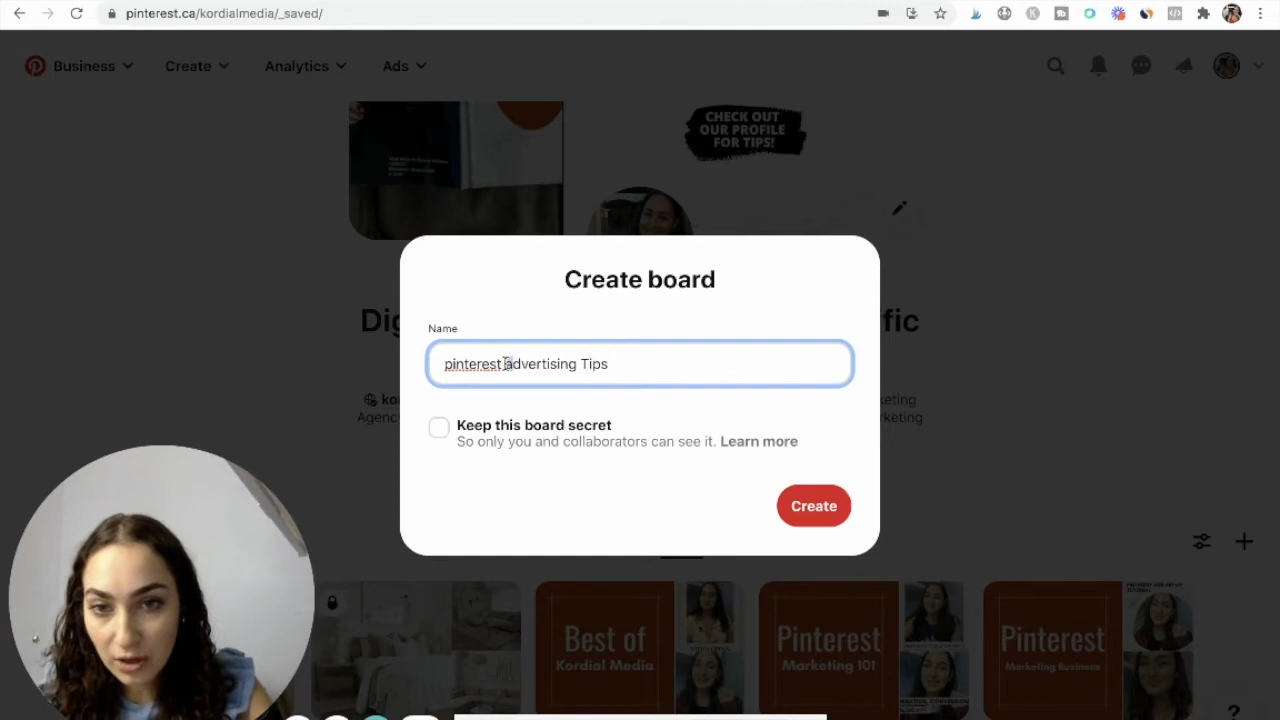 pinterest.ca/kordialmedia/_saved/
Business
Create
Analytics
Ads
CHECK OUT
OUR PROFILE
FOR TIPS!
Create board
Name
pinterest advertising Tips
Keep this board secret
So only you and collaborators can see it. Learn more
Create
Best of
Kordial Media
Pinterest
Marketing 101
Pinterest
Marketing Business
?